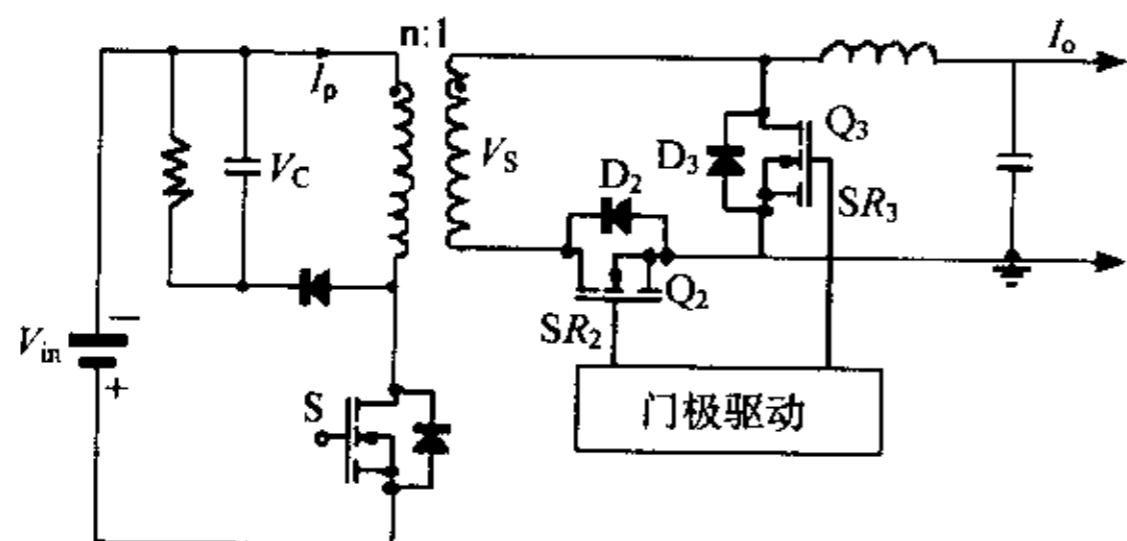 n:1
I_p
I_o
V_C
V_S
D_3
Q_3
D_2
SR_3
Q_2
SR_2
V_in
−
+
S
门极驱动